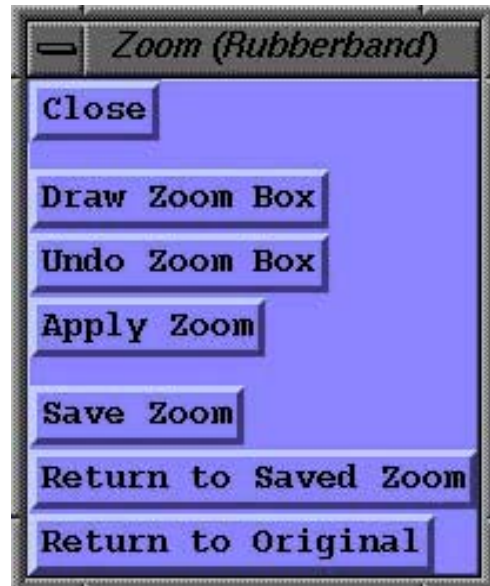 Zoom (Rubberband)
Close
Draw Zoom Box
Undo Zoom Box
Apply Zoom
Save Zoom
Return to Saved Zoom
Return to Original